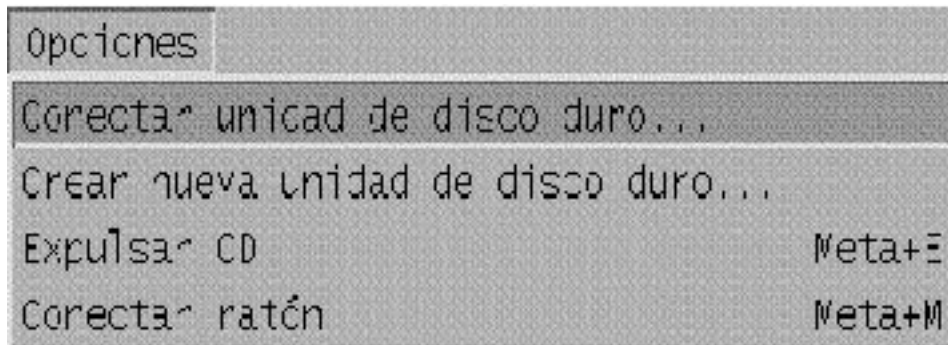 Opciones
Conectar unidad de disco duro...
Crear nueva unidad de disco duro...
Expulsar CD Meta+E
Conectar ratón Meta+M